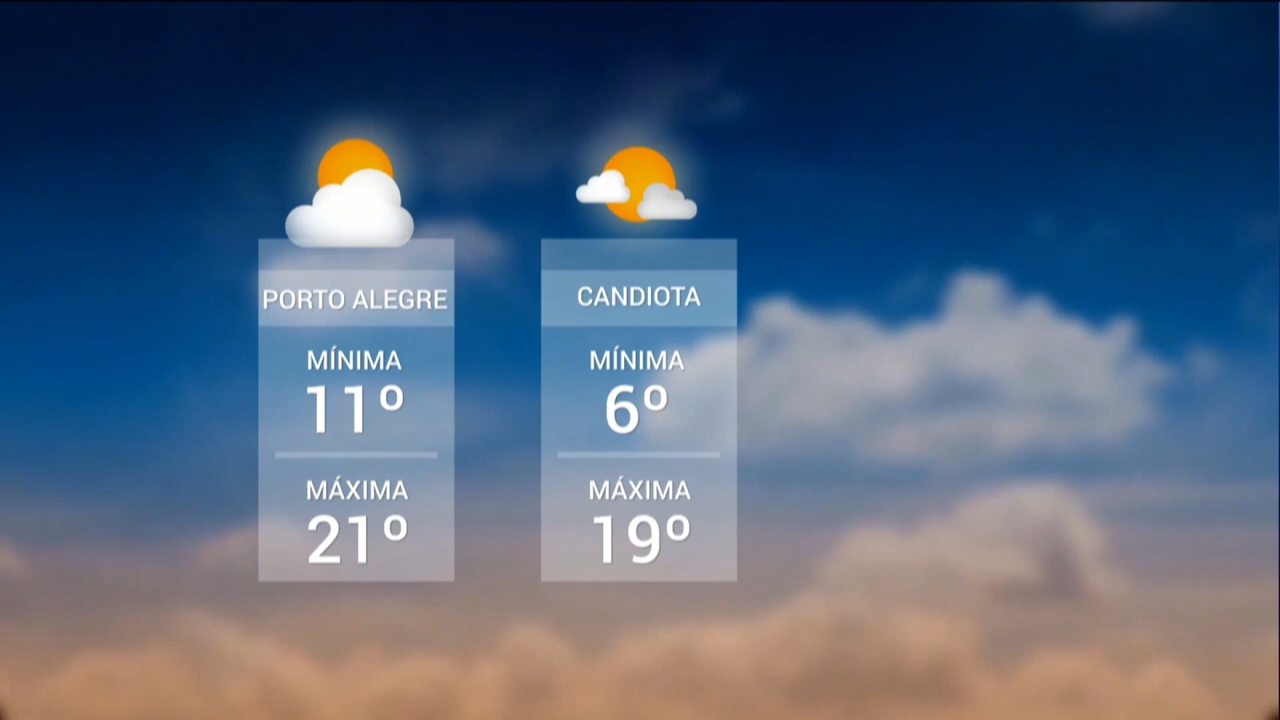 PORTO ALEGRE
MÍNIMA
11º
MÁXIMA
21º
CANDIOTA
MÍNIMA
6º
MÁXIMA
19º